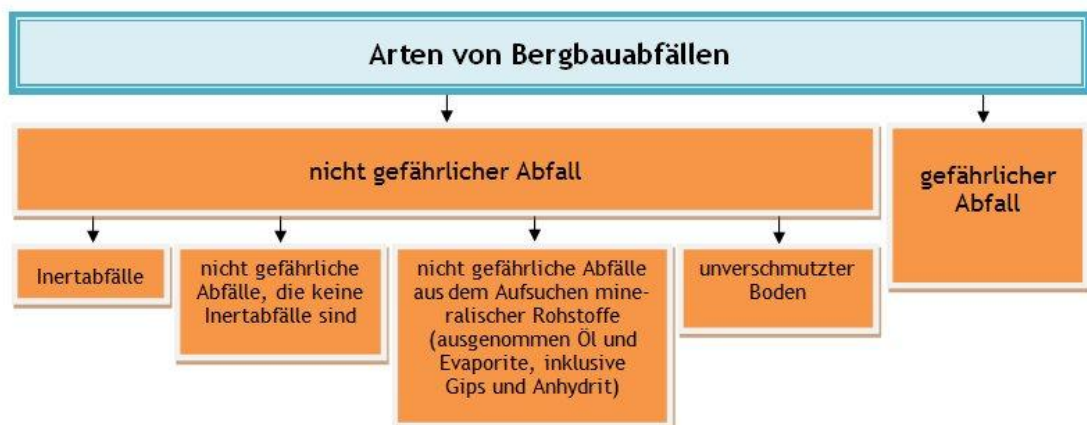 Arten von Bergbauabfällen
nicht gefährlicher Abfall
gefährlicher
Abfall
Inertabfälle
nicht gefährliche
Abfälle, die keine
Inertabfälle sind
nicht gefährliche Abfälle
aus dem Aufsuchen mine-
ralischer Rohstoffe
(ausgenommen Öl und
Evaporite, inklusive
Gips und Anhydrit)
unverschmutzter
Boden